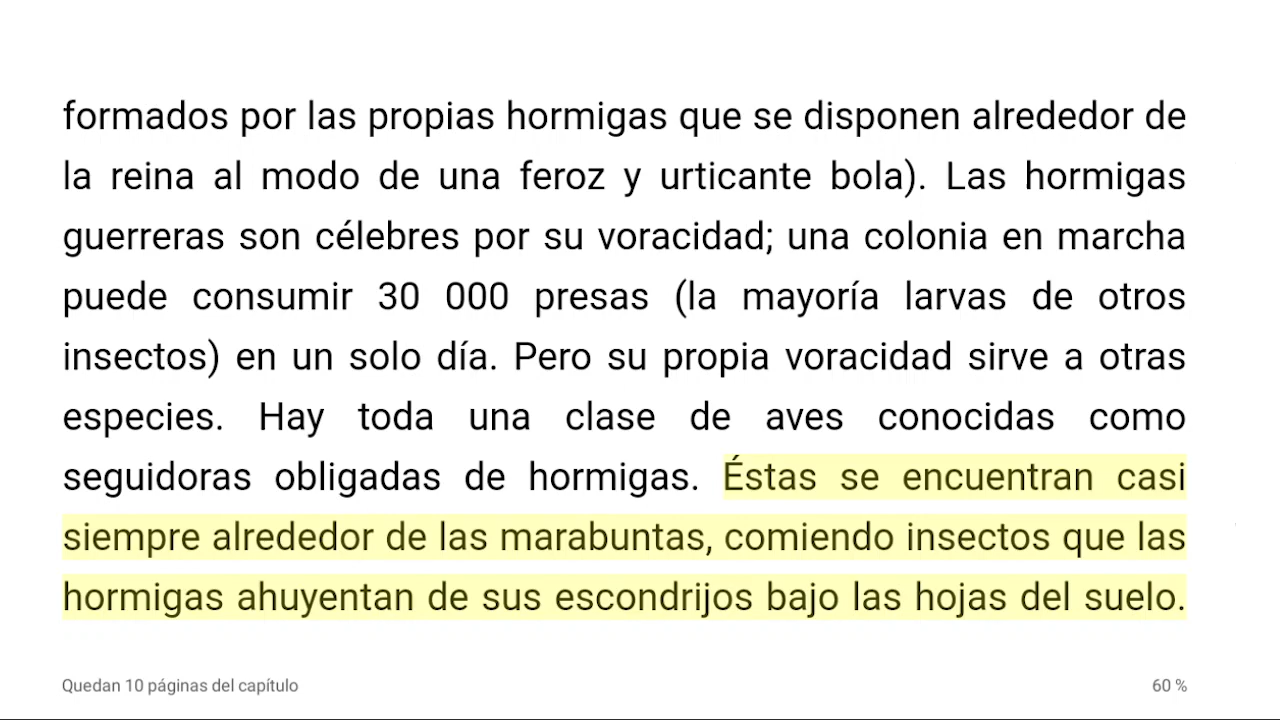 formados por las propias hormigas que se disponen alrededor de
la reina al modo de una feroz y urticante bola). Las hormigas
guerreras son célebres por su voracidad; una colonia en marcha
puede consumir 30 000 presas (la mayoría larvas de otros
insectos) en un solo día. Pero su propia voracidad sirve a otras
especies. Hay toda una clase de aves conocidas como
seguidoras obligadas de hormigas. Éstas se encuentran casi
siempre alrededor de las marabuntas, comiendo insectos que las
hormigas ahuyentan de sus escondrijos bajo las hojas del suelo.
Quedan 10 páginas del capítulo
60 %